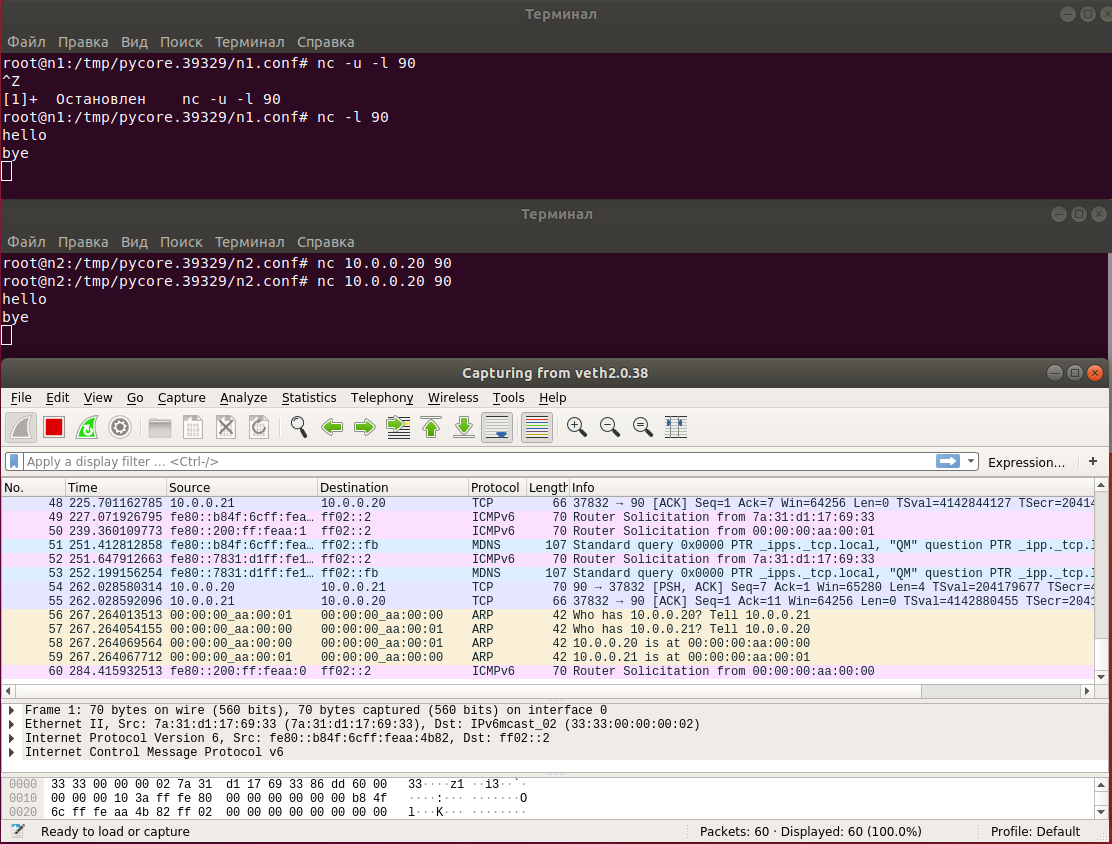 Терминал
Файл Правка Вид Поиск Терминал Справка
root@n1:/tmp/pycore.39329/n1.conf# nc -u -l 90
^Z
[1]+  Остановлен    nc -u -l 90
root@n1:/tmp/pycore.39329/n1.conf# nc -l 90
hello
bye
Терминал
Файл Правка Вид Поиск Терминал Справка
root@n2:/tmp/pycore.39329/n2.conf# nc 10.0.0.20 90
root@n2:/tmp/pycore.39329/n2.conf# nc 10.0.0.20 90
hello
bye
Capturing from veth2.0.38
File Edit View Go Capture Analyze Statistics Telephony Wireless Tools Help
Apply a display filter ... <Ctrl-/> Expression... +
No. Time Source Destination Protocol Length Info
48 225.701162785 10.0.0.21 10.0.0.20 TCP 66 37832 → 90 [ACK] Seq=1 Ack=7 Win=64256 Len=0 TSval=4142844127 TSecr=20414
49 227.071926795 fe80::b84f:6cff:fea… ff02::2 ICMPv6 70 Router Solicitation from 7a:31:d1:17:69:33
50 239.360109773 fe80::200:ff:feaa:1 ff02::2 ICMPv6 70 Router Solicitation from 00:00:00:aa:00:01
51 251.412812858 fe80::b84f:6cff:fea… ff02::fb MDNS 107 Standard query 0x0000 PTR _ipps._tcp.local, "QM" question PTR _ipp._tcp.l
52 251.647912663 fe80::7831:d1ff:fe1… ff02::2 ICMPv6 70 Router Solicitation from 7a:31:d1:17:69:33
53 252.199156254 fe80::7831:d1ff:fe1… ff02::fb MDNS 107 Standard query 0x0000 PTR _ipps._tcp.local, "QM" question PTR _ipp._tcp.l
54 262.028580314 10.0.0.20 10.0.0.21 TCP 70 90 → 37832 [PSH, ACK] Seq=7 Ack=1 Win=65280 Len=4 TSval=204179677 TSecr=4
55 262.028592096 10.0.0.21 10.0.0.20 TCP 66 37832 → 90 [ACK] Seq=1 Ack=11 Win=64256 Len=0 TSval=4142880455 TSecr=2041
56 267.264013513 00:00:00_aa:00:01 00:00:00_aa:00:00 ARP 42 Who has 10.0.0.20? Tell 10.0.0.21
57 267.264054155 00:00:00_aa:00:00 00:00:00_aa:00:01 ARP 42 Who has 10.0.0.21? Tell 10.0.0.20
58 267.264069564 00:00:00_aa:00:00 00:00:00_aa:00:01 ARP 42 10.0.0.20 is at 00:00:00:aa:00:00
59 267.264067712 00:00:00_aa:00:01 00:00:00_aa:00:00 ARP 42 10.0.0.21 is at 00:00:00:aa:00:01
60 284.415932513 fe80::200:ff:feaa:0 ff02::2 ICMPv6 70 Router Solicitation from 00:00:00:aa:00:00
Frame 1: 70 bytes on wire (560 bits), 70 bytes captured (560 bits) on interface 0
Ethernet II, Src: 7a:31:d1:17:69:33 (7a:31:d1:17:69:33), Dst: IPv6mcast_02 (33:33:00:00:00:02)
Internet Protocol Version 6, Src: fe80::b84f:6cff:feaa:4b82, Dst: ff02::2
Internet Control Message Protocol v6
0000 33 33 00 00 00 02 7a 31 d1 17 69 33 86 dd 60 00 33····z1 ··i3··`·
0010 00 00 00 10 3a ff fe 80 00 00 00 00 00 00 b8 4f ····:··· ·······O
0020 6c ff fe aa 4b 82 ff 02 00 00 00 00 00 00 00 00 l···K··· ········
Ready to load or capture Packets: 60 · Displayed: 60 (100.0%) Profile: Default